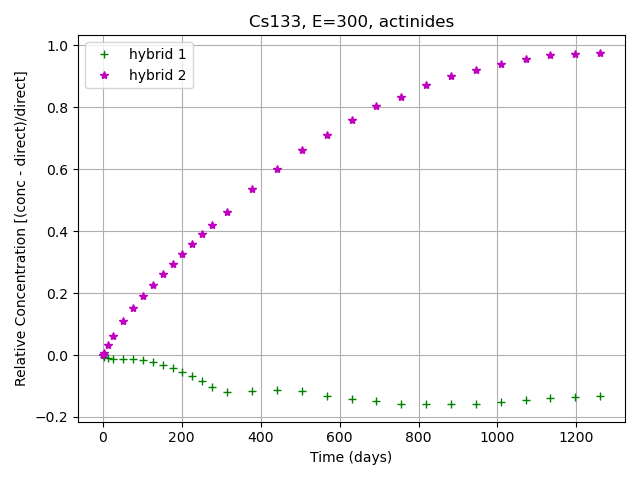 Cs133, E=300, actinides
hybrid 1
hybrid 2
Relative Concentration [(conc - direct)/direct]
1.0
0.8
0.6
0.4
0.2
0.0
−0.2
0 200 400 600 800 1000 1200
Time (days)